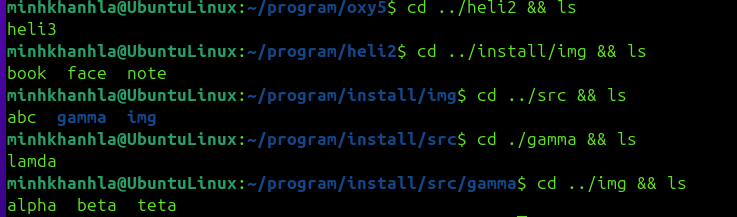 minhkhanhla@UbuntuLinux:~/program/oxy5$ cd ../heli2 && ls
heli3
minhkhanhla@UbuntuLinux:~/program/heli2$ cd ../install/img && ls
book  face  note
minhkhanhla@UbuntuLinux:~/program/install/img$ cd ../src && ls
abc  gamma  img
minhkhanhla@UbuntuLinux:~/program/install/src$ cd ./gamma && ls
lamda
minhkhanhla@UbuntuLinux:~/program/install/src/gamma$ cd ../img && ls
alpha  beta  teta